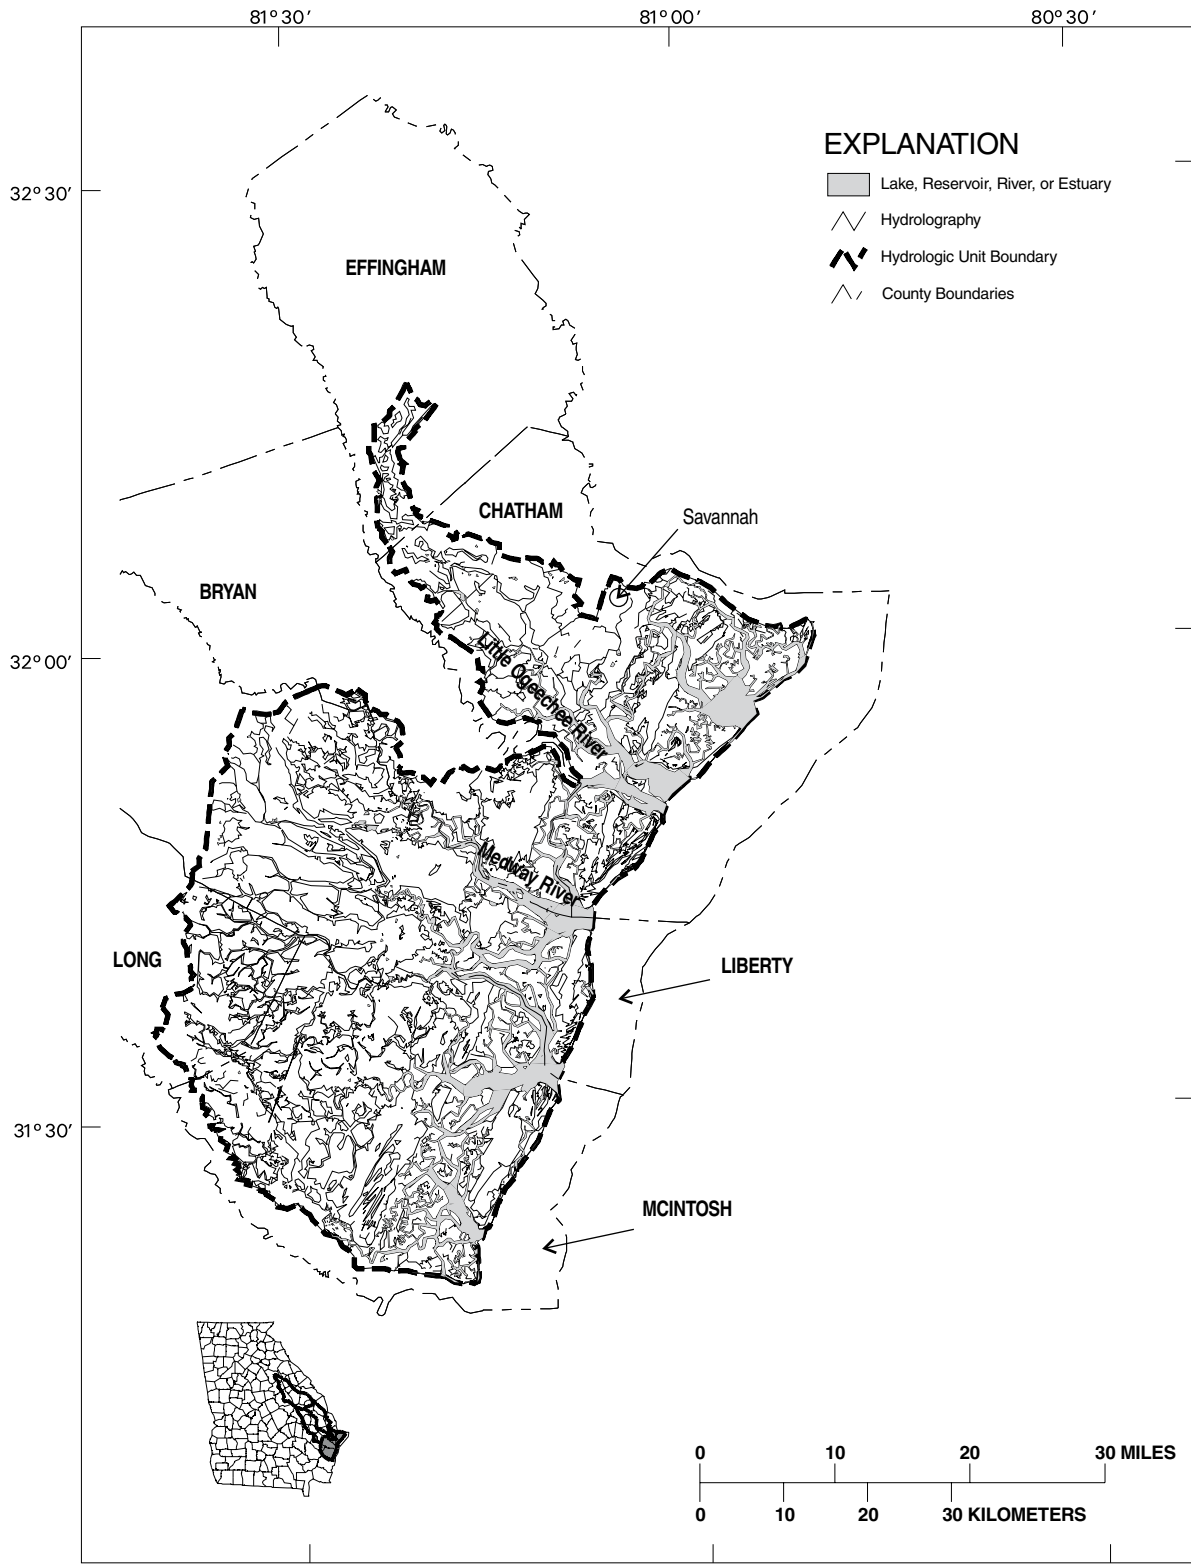 81° 30′
81° 00′
80° 30′
EXPLANATION
Lake, Reservoir, River, or Estuary
32° 30′
Hydrolography
Hydrologic Unit Boundary
EFFINGHAM
County Boundaries
CHATHAM
Savannah
BRYAN
32° 00′
Little Ogeechee River
Medway River
LONG
LIBERTY
31° 30′
MCINTOSH
0 10 20 30 MILES
0 10 20 30 KILOMETERS